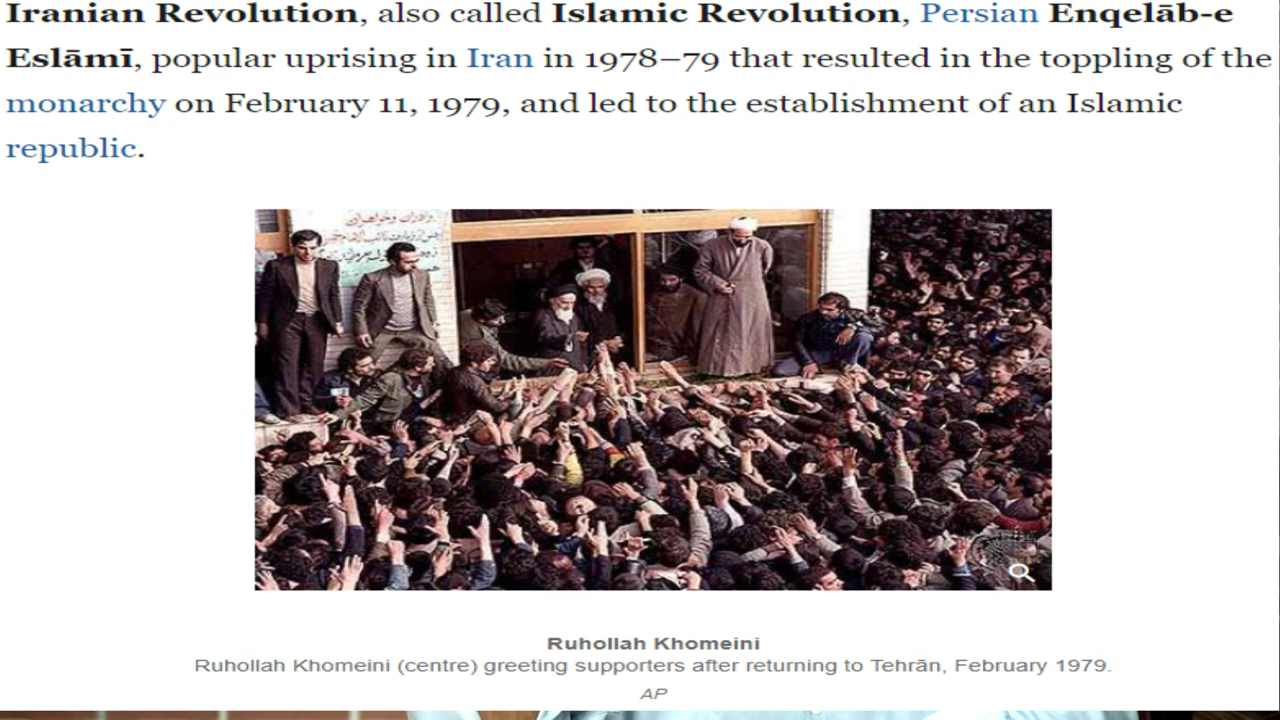 Iranian Revolution, also called Islamic Revolution, Persian Enqelāb-e
Eslāmī, popular uprising in Iran in 1978–79 that resulted in the toppling of the
monarchy on February 11, 1979, and led to the establishment of an Islamic
republic.
Ruhollah Khomeini
Ruhollah Khomeini (centre) greeting supporters after returning to Tehrān, February 1979.
AP